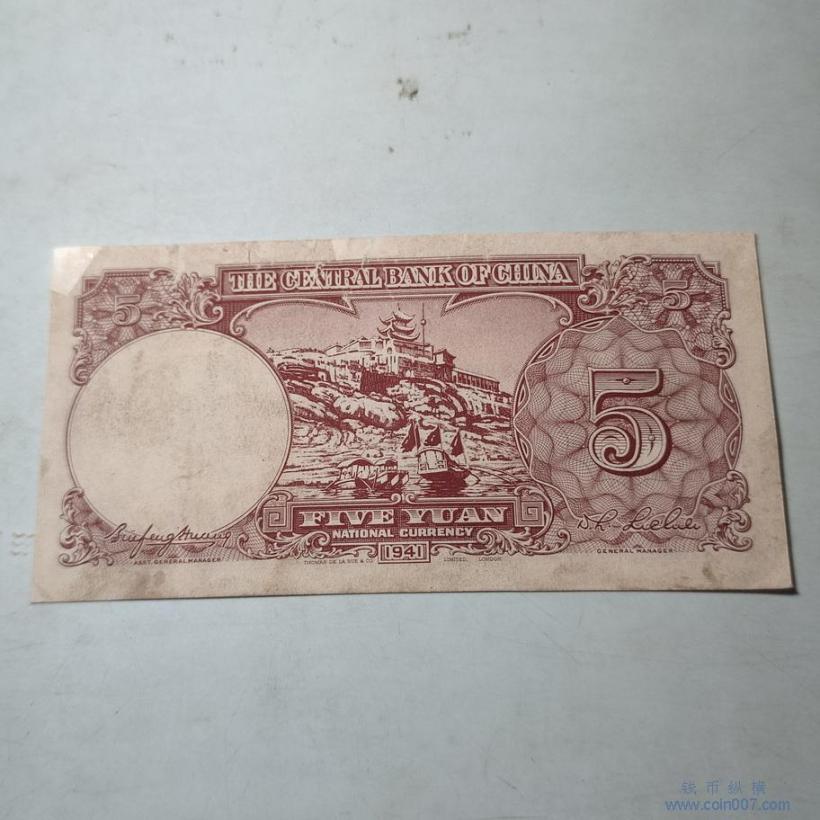 THE CENTRAL BANK OF CHINA
5
5
5
FIVE YUAN
NATIONAL CURRENCY
1941
ASST. GENERAL MANAGER
THOMAS DE LA RUE & CO. LIMITED, LONDON
GENERAL MANAGER
钱币纵横
www.coin007.com